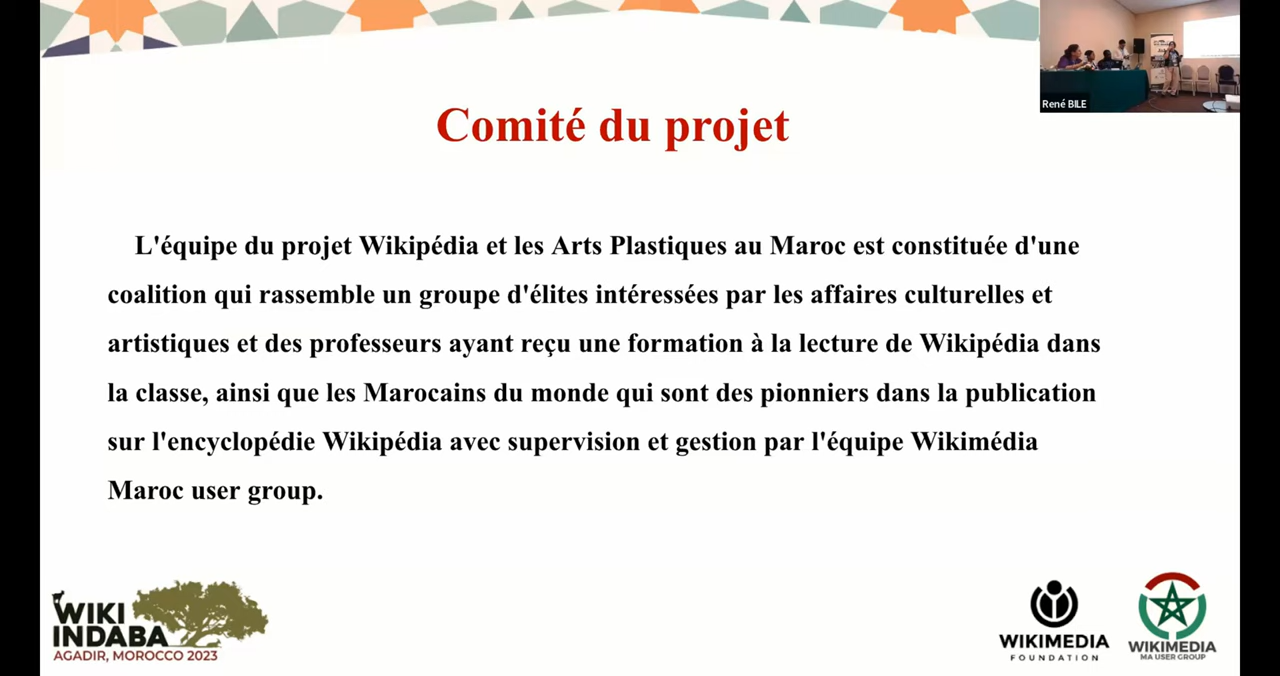 René BILE
Comité du projet
L'équipe du projet Wikipédia et les Arts Plastiques au Maroc est constituée d'une
coalition qui rassemble un groupe d'élites intéressées par les affaires culturelles et
artistiques et des professeurs ayant reçu une formation à la lecture de Wikipédia dans
la classe, ainsi que les Marocains du monde qui sont des pionniers dans la publication
sur l'encyclopédie Wikipédia avec supervision et gestion par l'équipe Wikimédia
Maroc user group.
WIKI
INDABA
AGADIR, MOROCCO 2023
WIKIMEDIA
FOUNDATION
WIKIMEDIA
MA USER GROUP